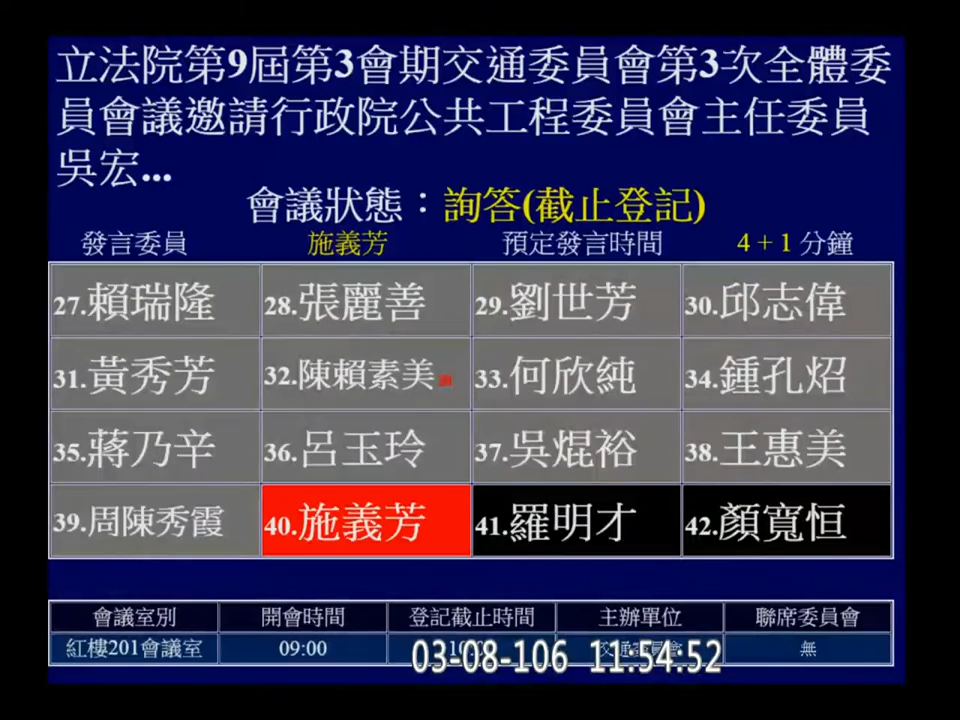 立法院第9屆第3會期交通委員會第3次全體委
員會議邀請行政院公共工程委員會主任委員
吳宏...
會議狀態：詢答(截止登記)
發言委員 施義芳 預定發言時間 4 + 1 分鐘
27.賴瑞隆 28.張麗善 29.劉世芳 30.邱志偉
31.黃秀芳 32.陳賴素美 33.何欣純 34.鍾孔炤
35.蔣乃辛 36.呂玉玲 37.吳焜裕 38.王惠美
39.周陳秀霞 40.施義芳 41.羅明才 42.顏寬恒
會議室別 開會時間 登記截止時間 主辦單位 聯席委員會
紅樓201會議室 09:00 交通委員會 無
03-08-106 11:54:52